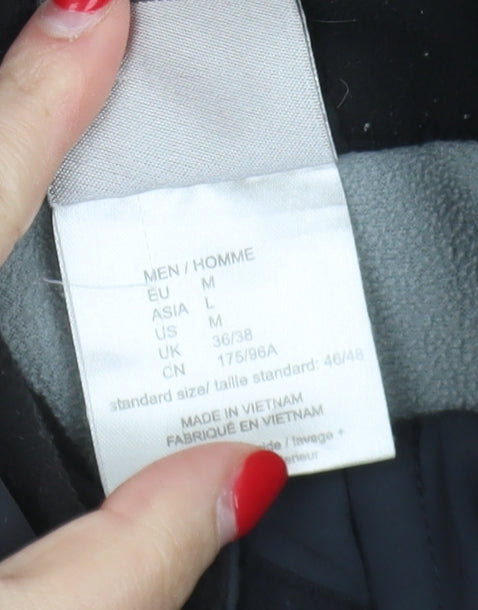 MEN / HOMME
EU M
ASIA L
US M
UK 36/38
CN 175/96A
standard size/ taille standard: 46/48
MADE IN VIETNAM
FABRIQUÉ EN VIETNAM
/ lavage +